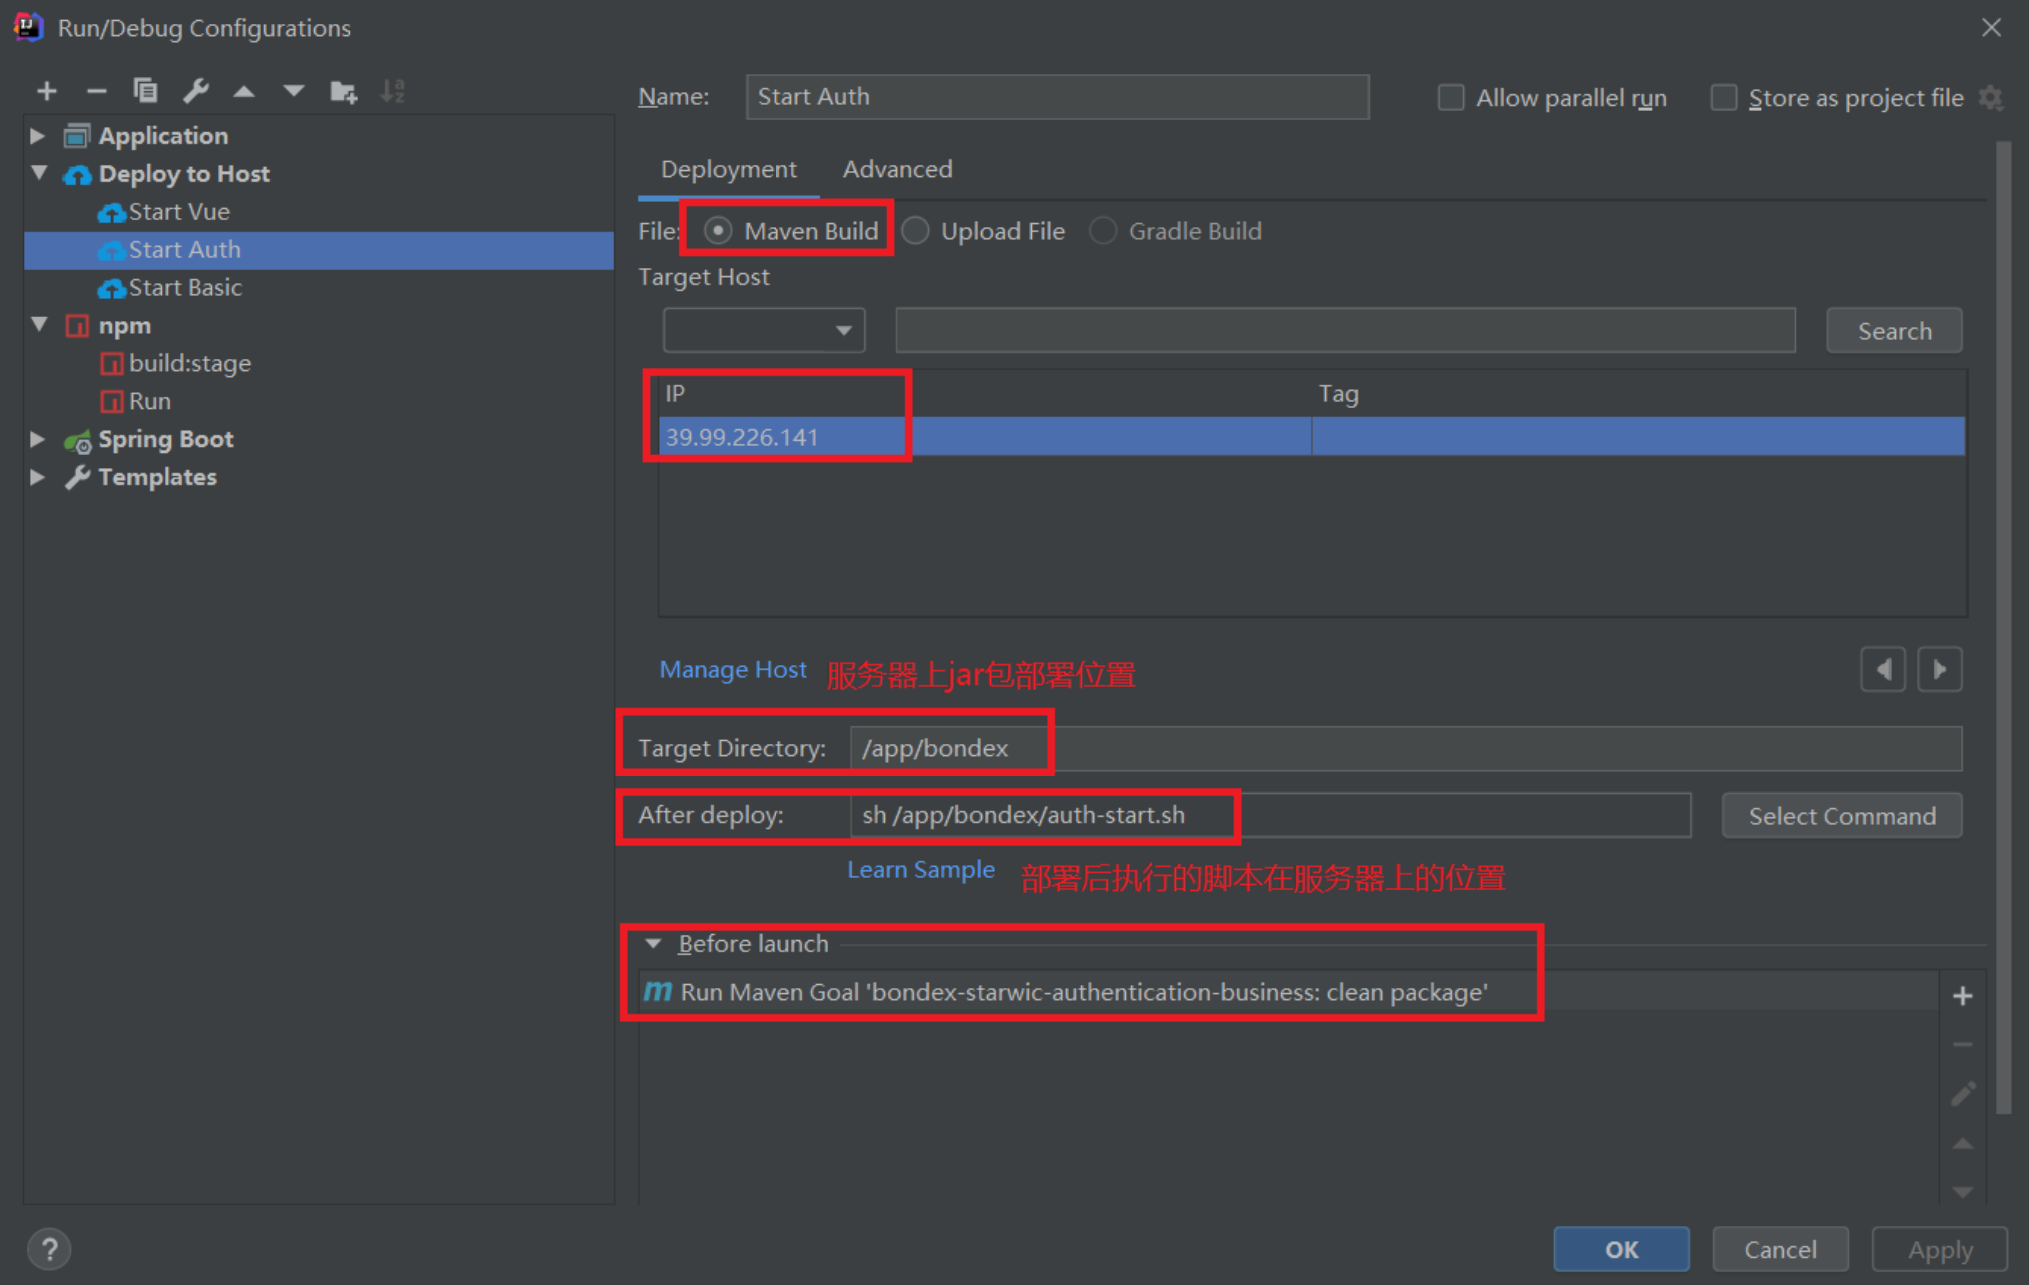 Run/Debug Configurations
Application
Deploy to Host
Start Vue
Start Auth
Start Basic
npm
build:stage
Run
Spring Boot
Templates
Name: Start Auth
Allow parallel run
Store as project file
Deployment Advanced
File: Maven Build Upload File Gradle Build
Target Host
Search
IP Tag
39.99.226.141
Manage Host 服务器上jar包部署位置
Target Directory: /app/bondex
After deploy: sh /app/bondex/auth-start.sh Select Command
Learn Sample 部署后执行的脚本在服务器上的位置
Before launch
Run Maven Goal 'bondex-starwic-authentication-business: clean package'
OK Cancel Apply